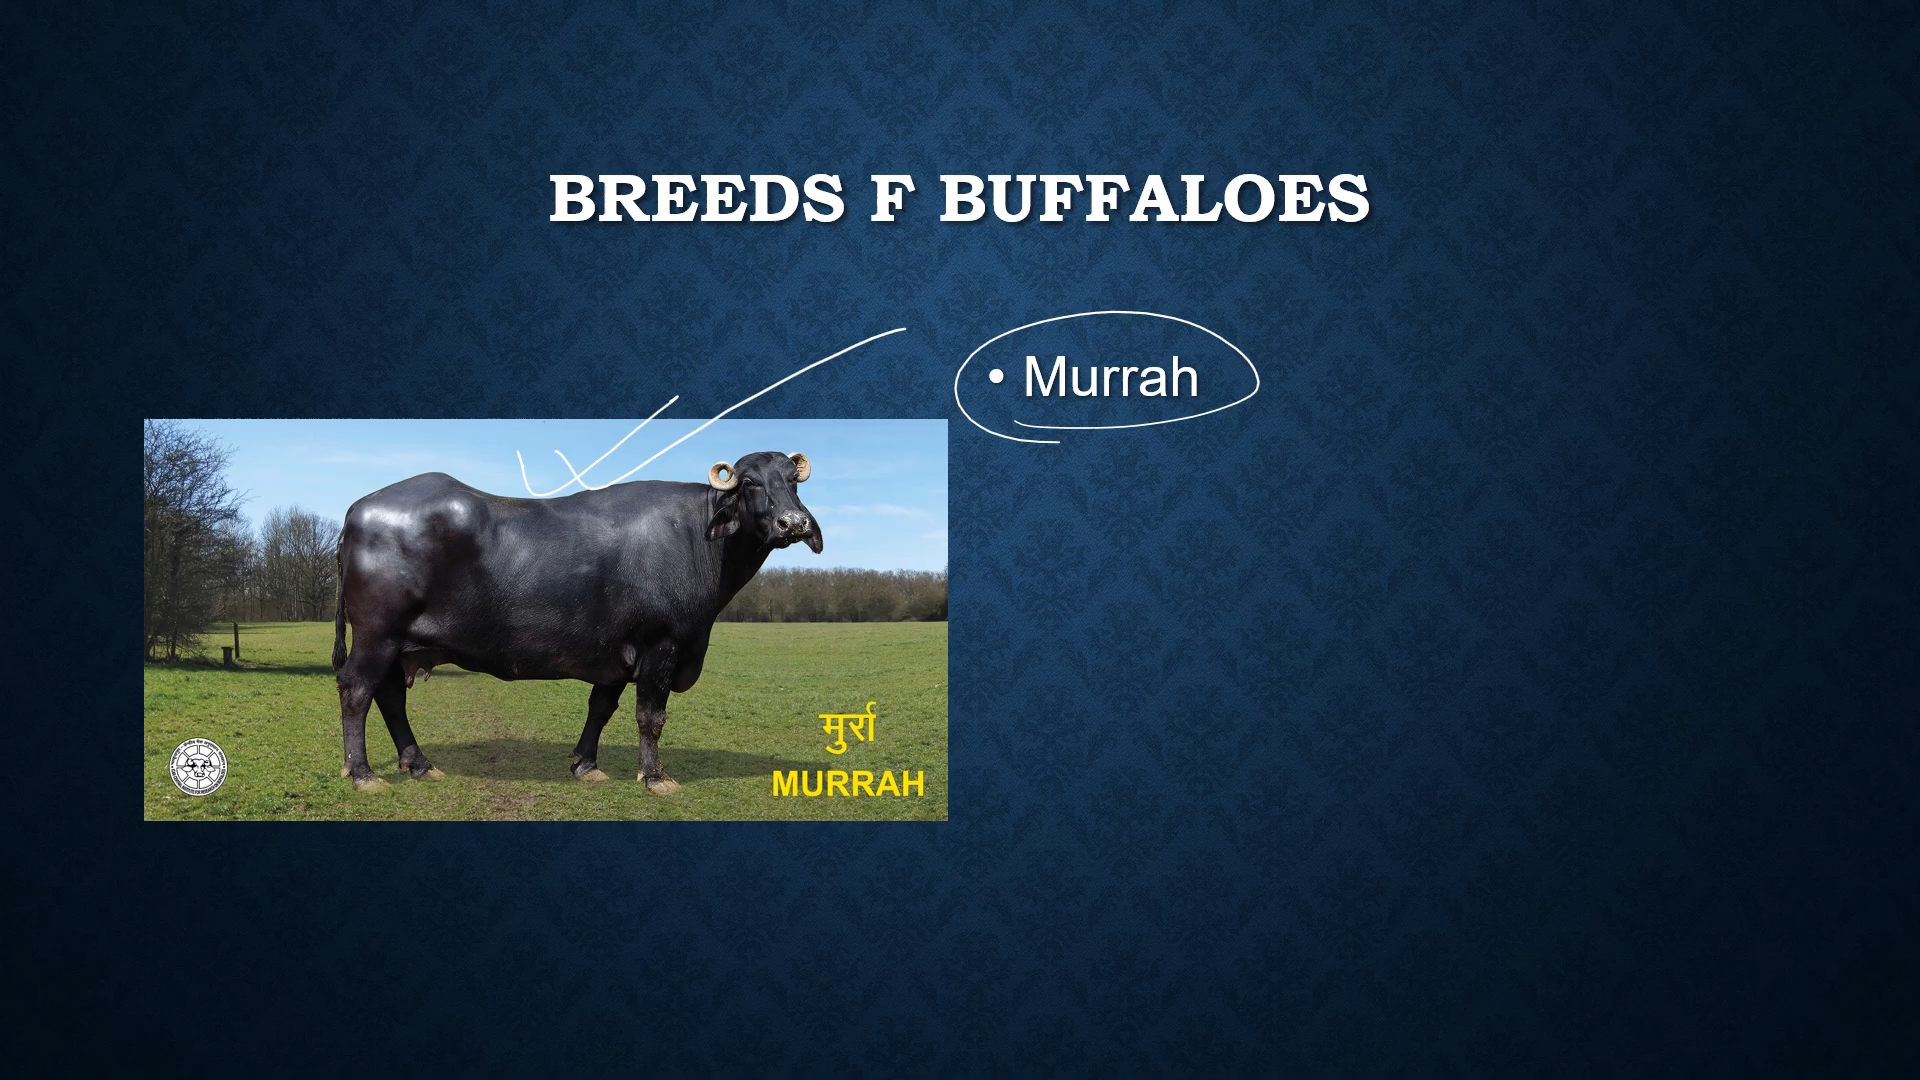 BREEDS F BUFFALOES
• Murrah
मुर्रा
MURRAH